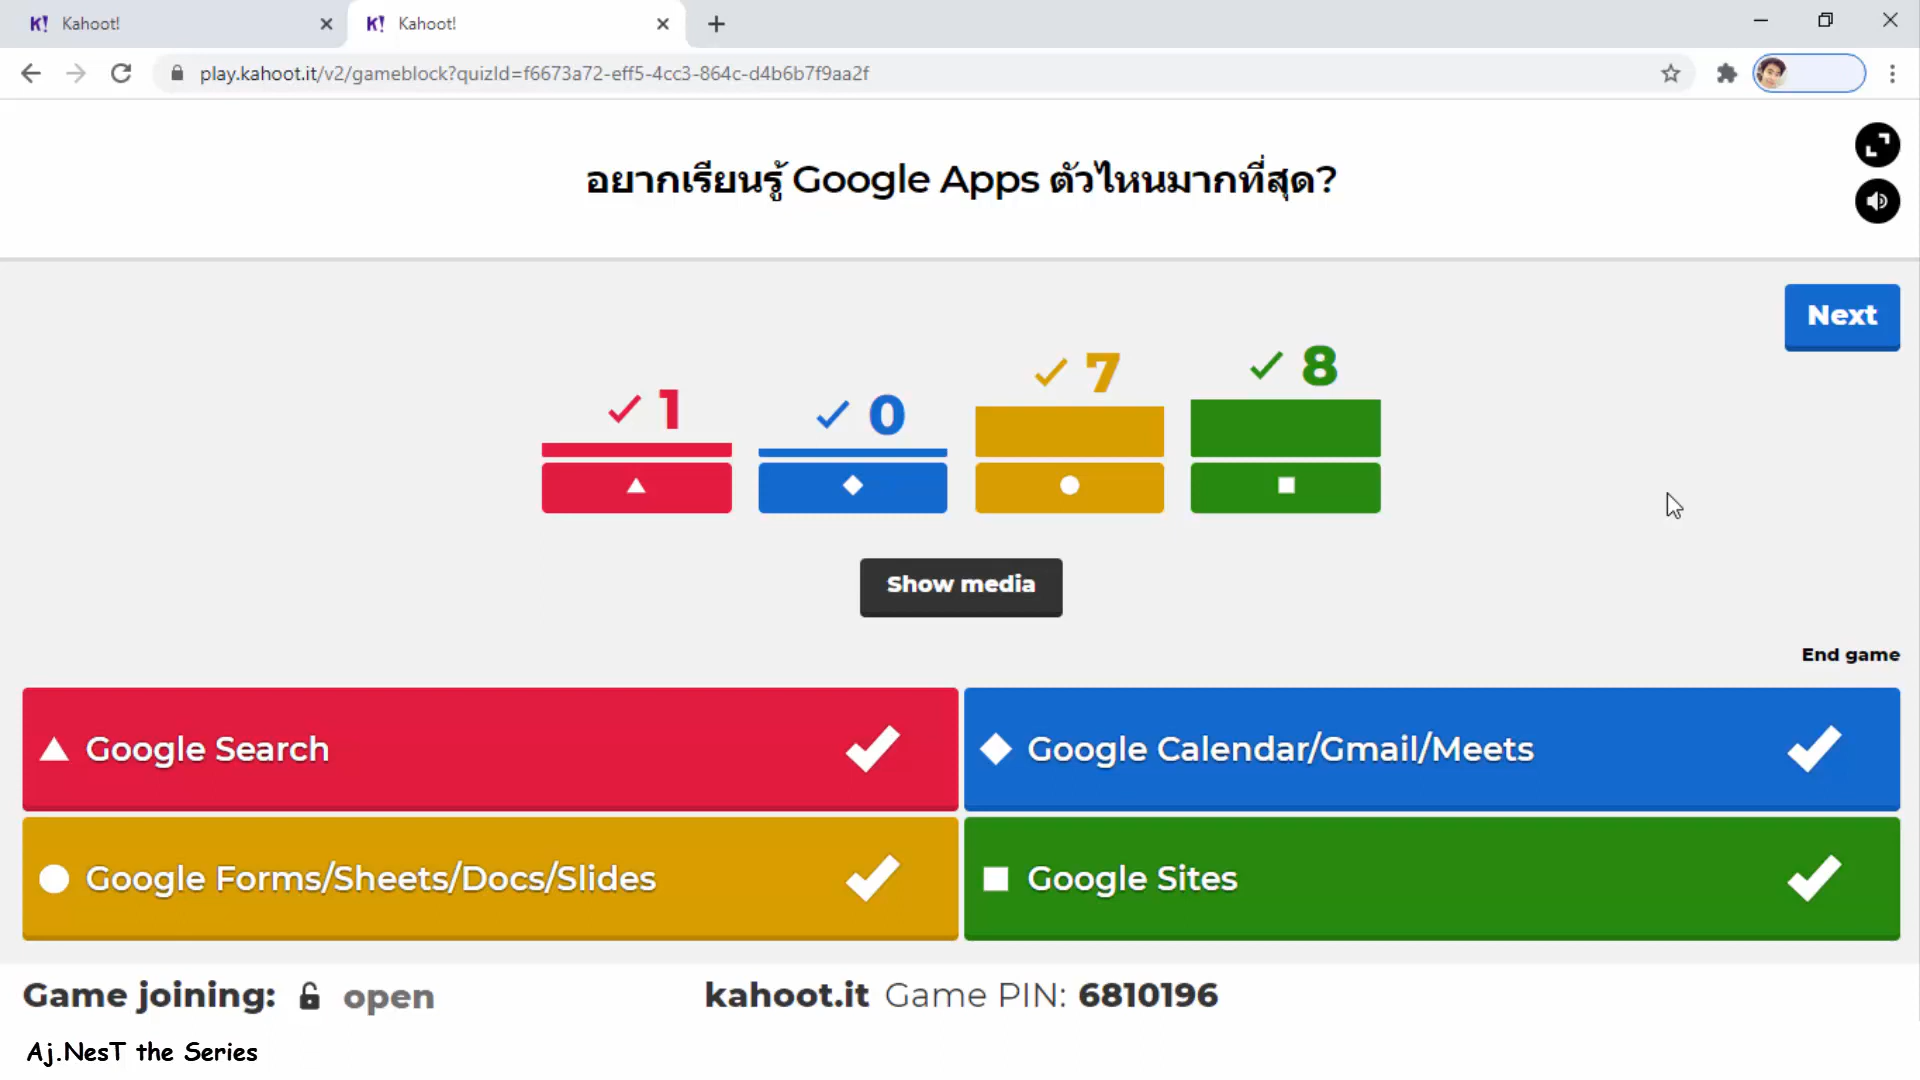 K! Kahoot! K! Kahoot!
play.kahoot.it/v2/gameblock?quizId=f6673a72-eff5-4cc3-864c-d4b6b7f9aa2f
อยากเรียนรู้ Google Apps ตัวไหนมากที่สุด?
Next
1 0 7 8
Show media
End game
Google Search
Google Calendar/Gmail/Meets
Google Forms/Sheets/Docs/Slides
Google Sites
Game joining: open
kahoot.it Game PIN: 6810196
Aj.NesT the Series